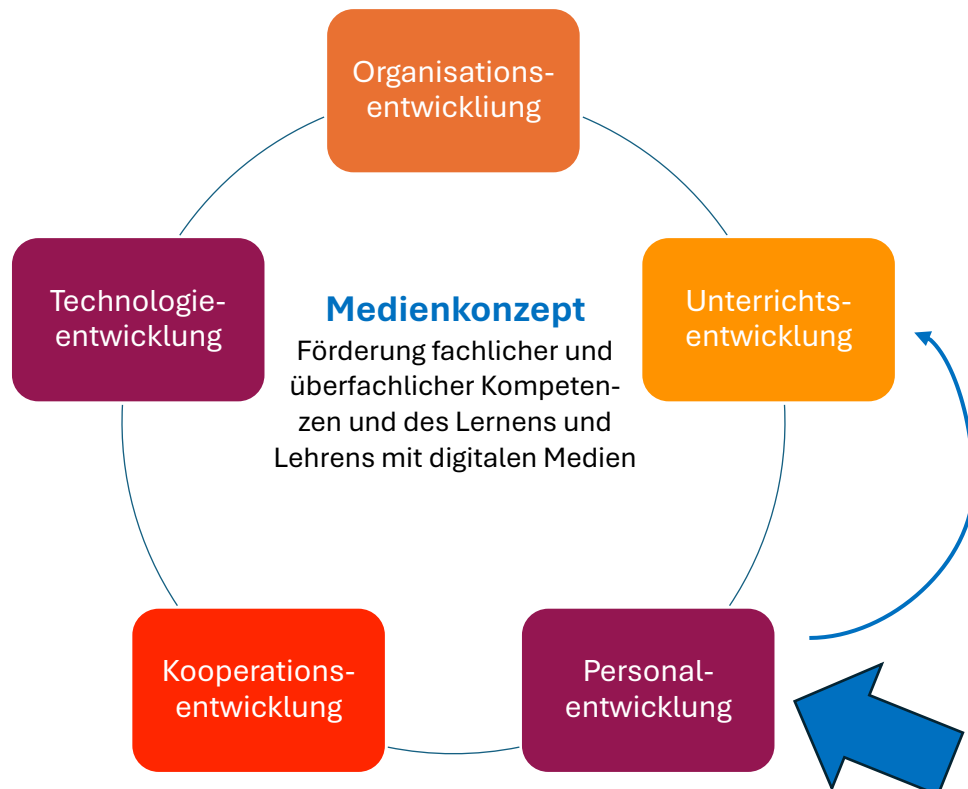 Organisations-
entwickliung
Technologie-
entwicklung
Medienkonzept
Förderung fachlicher und
überfachlicher Kompeten-
zen und des Lernens und
Lehrens mit digitalen Medien
Unterrichts-
entwicklung
Kooperations-
entwicklung
Personal-
entwicklung